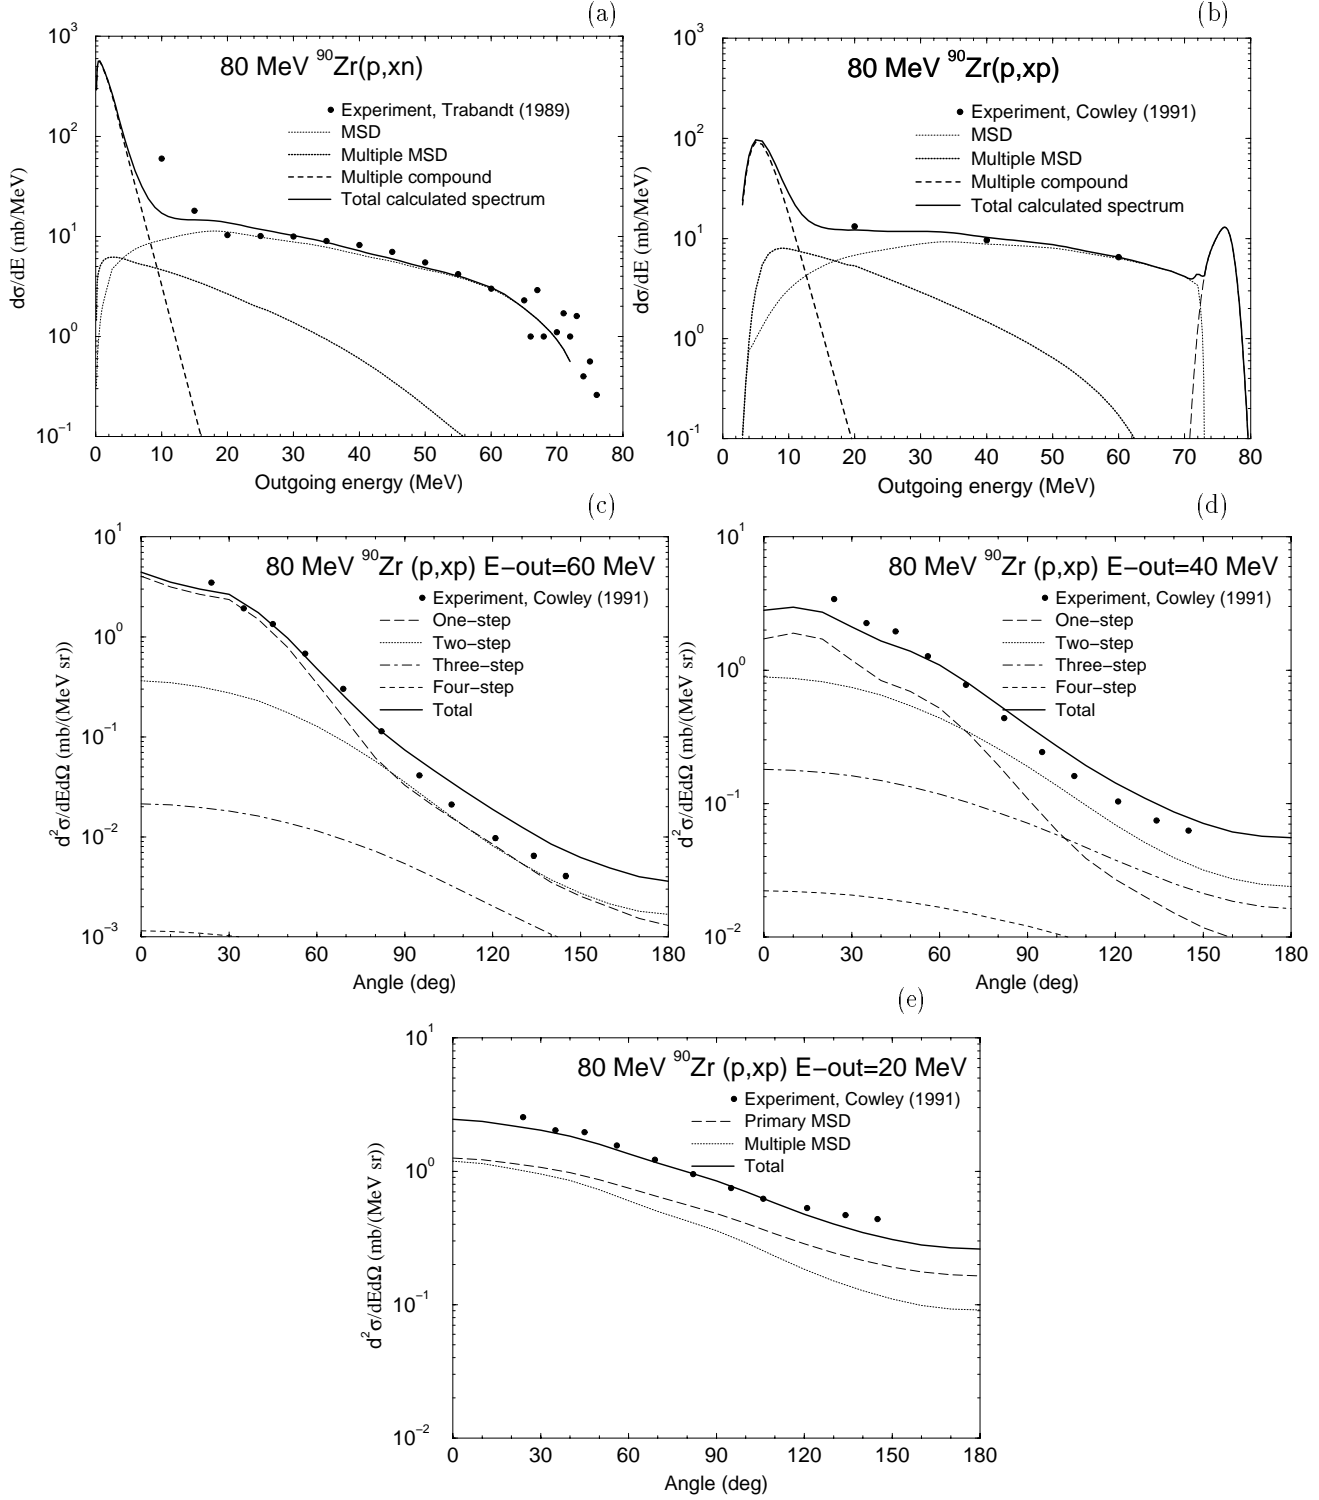 (a)
80 MeV ⁹⁰Zr(p,xn)
Experiment, Trabandt (1989)
MSD
Multiple MSD
Multiple compound
Total calculated spectrum
10³
10²
10¹
10⁰
10⁻¹
dσ/dE (mb/MeV)
0 10 20 30 40 50 60 70 80
Outgoing energy (MeV)
(b)
80 MeV ⁹⁰Zr(p,xp)
Experiment, Cowley (1991)
MSD
Multiple MSD
Multiple compound
Total calculated spectrum
10³
10²
10¹
10⁰
10⁻¹
dσ/dE (mb/MeV)
0 10 20 30 40 50 60 70 80
Outgoing energy (MeV)
(c)
80 MeV ⁹⁰Zr (p,xp) E−out=60 MeV
Experiment, Cowley (1991)
One−step
Two−step
Three−step
Four−step
Total
10¹
10⁰
10⁻¹
10⁻²
10⁻³
d²σ/dEdΩ (mb/(MeV sr))
0 30 60 90 120 150 180
Angle (deg)
(d)
80 MeV ⁹⁰Zr (p,xp) E−out=40 MeV
Experiment, Cowley (1991)
One−step
Two−step
Three−step
Four−step
Total
10¹
10⁰
10⁻¹
10⁻²
d²σ/dEdΩ (mb/(MeV sr))
0 30 60 90 120 150 180
Angle (deg)
(e)
80 MeV ⁹⁰Zr (p,xp) E−out=20 MeV
Experiment, Cowley (1991)
Primary MSD
Multiple MSD
Total
10¹
10⁰
10⁻¹
10⁻²
d²σ/dEdΩ (mb/(MeV sr))
0 30 60 90 120 150 180
Angle (deg)